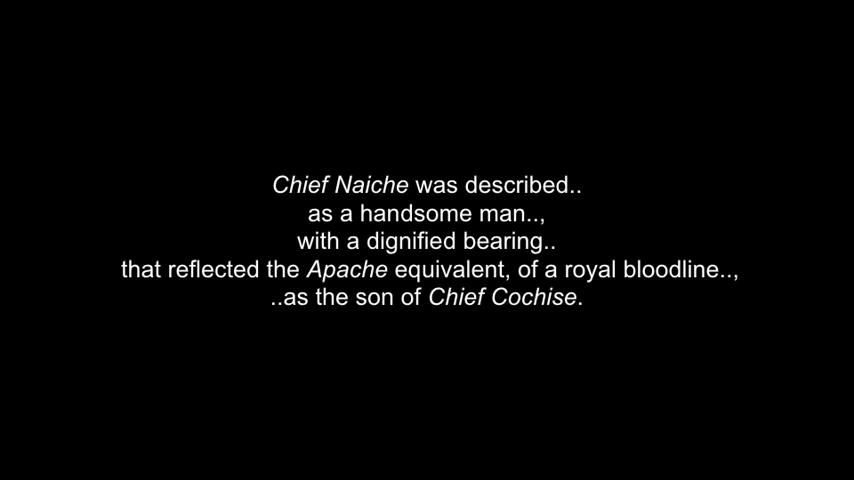 Chief Naiche was described..
as a handsome man..,
with a dignified bearing..
that reflected the Apache equivalent, of a royal bloodline..,
..as the son of Chief Cochise.